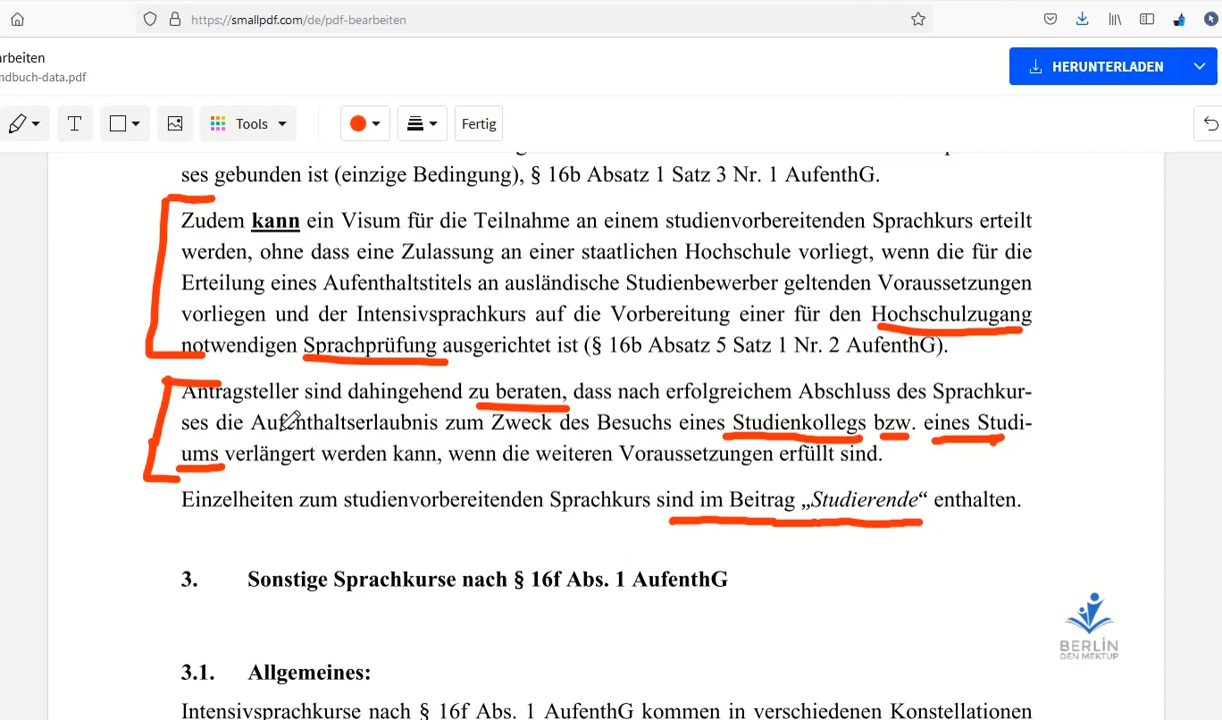 https://smallpdf.com/de/pdf-bearbeiten
rbeiten
ndbuch-data.pdf
HERUNTERLADEN
T
Tools
Fertig
ses gebunden ist (einzige Bedingung), § 16b Absatz 1 Satz 3 Nr. 1 AufenthG.
Zudem kann ein Visum für die Teilnahme an einem studienvorbereitenden Sprachkurs erteilt
werden, ohne dass eine Zulassung an einer staatlichen Hochschule vorliegt, wenn die für die
Erteilung eines Aufenthaltstitels an ausländische Studienbewerber geltenden Voraussetzungen
vorliegen und der Intensivsprachkurs auf die Vorbereitung einer für den Hochschulzugang
notwendigen Sprachprüfung ausgerichtet ist (§ 16b Absatz 5 Satz 1 Nr. 2 AufenthG).
Antragsteller sind dahingehend zu beraten, dass nach erfolgreichem Abschluss des Sprachkur-
ses die Aufenthaltserlaubnis zum Zweck des Besuchs eines Studienkollegs bzw. eines Studi-
ums verlängert werden kann, wenn die weiteren Voraussetzungen erfüllt sind.
Einzelheiten zum studienvorbereitenden Sprachkurs sind im Beitrag „Studierende“ enthalten.
3. Sonstige Sprachkurse nach § 16f Abs. 1 AufenthG
BERLİN
DEN MEKTUP
3.1. Allgemeines:
Intensivsprachkurse nach § 16f Abs. 1 AufenthG kommen in verschiedenen Konstellationen